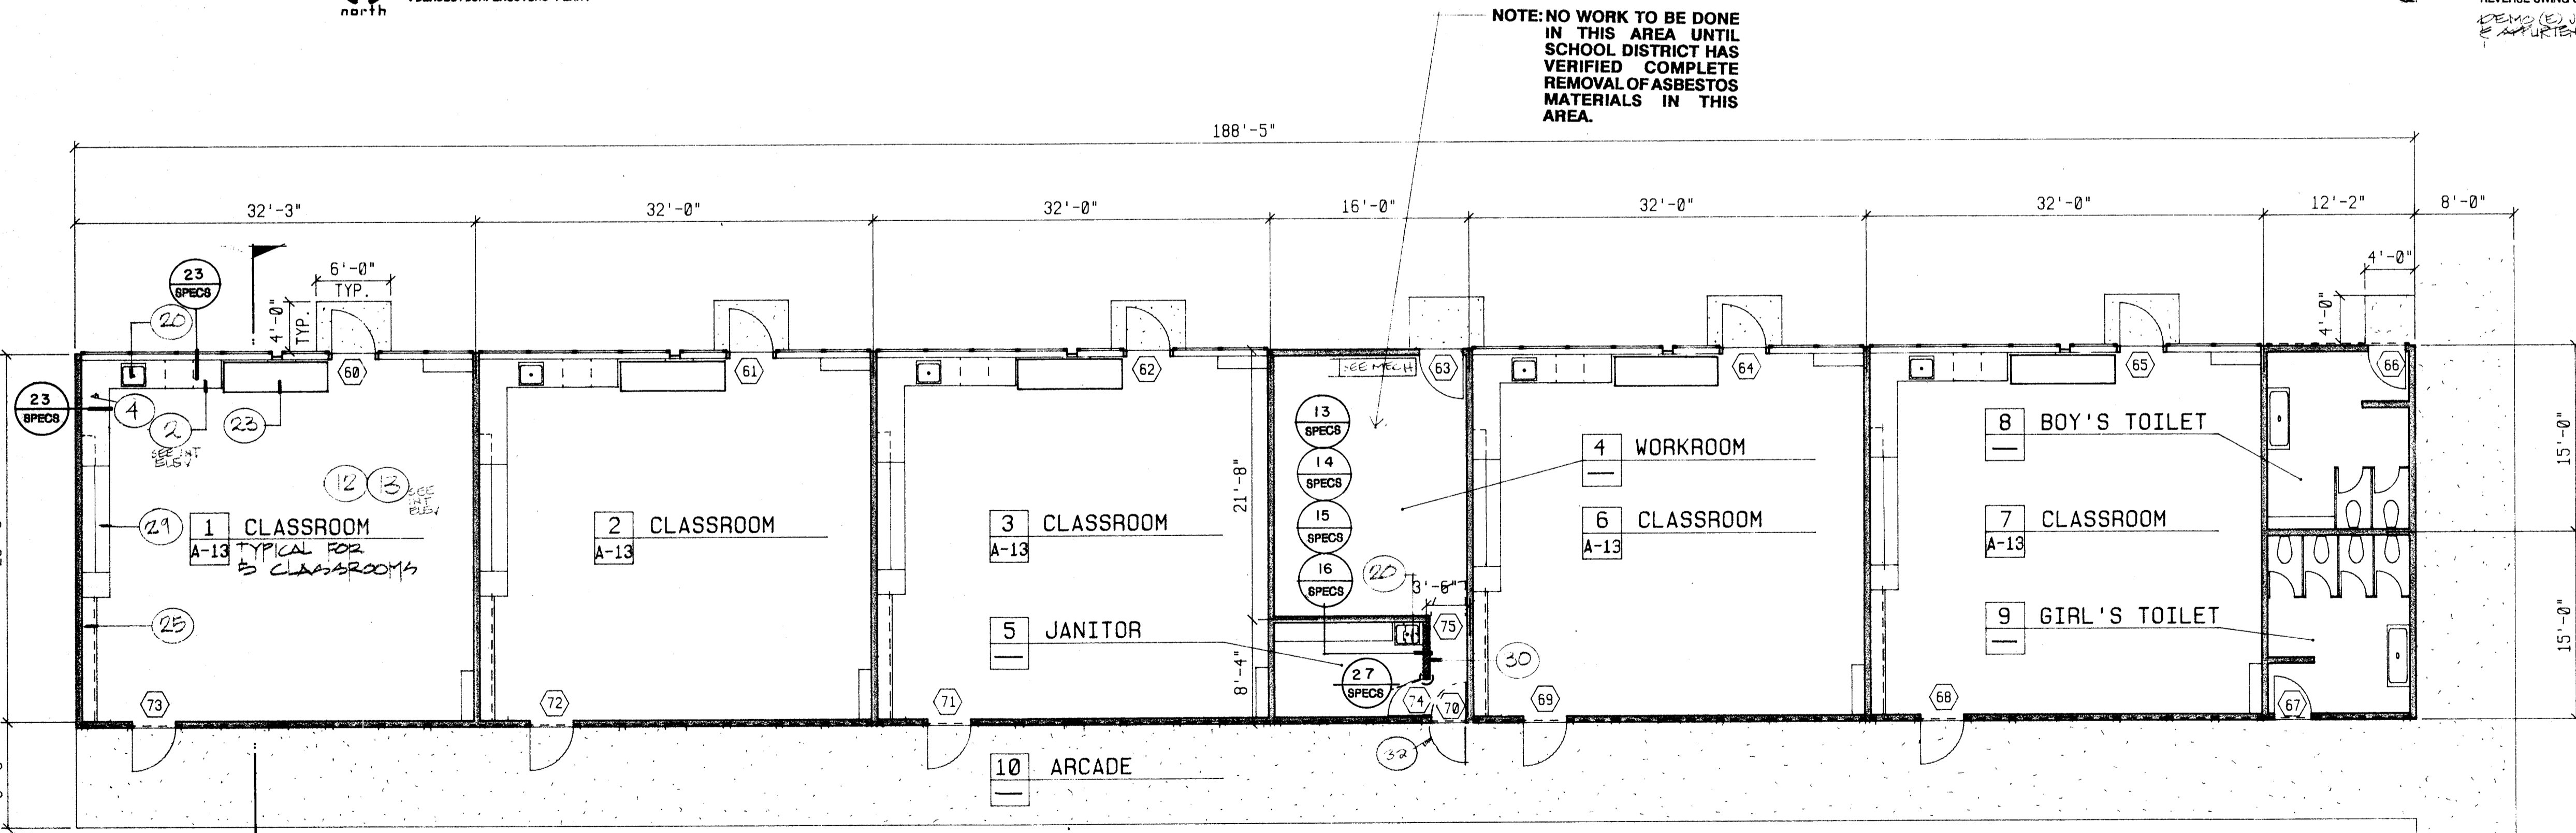 north
NOTE: NO WORK TO BE DONE
IN THIS AREA UNTIL
SCHOOL DISTRICT HAS
VERIFIED COMPLETE
REMOVAL OF ASBESTOS
MATERIALS IN THIS
AREA.
DEMO (E)
188'-5"
32'-3"
32'-0"
32'-0"
16'-0"
32'-0"
32'-0"
12'-2"
8'-0"
23
SPECS
6'-0"
TYP.
4'-0"
TYP.
4'-0"
4'-0"
20
60
61
62
SEE MECH
63
64
65
66
23
SPECS
4
2
SEE INT
ELEV
23
12
13
SEE
INT
ELEV
13
SPECS
14
SPECS
15
SPECS
16
SPECS
21'-8"
8'-4"
20
3'-6"
4 WORKROOM
8 BOY'S TOILET
15'-0"
29
1 CLASSROOM
A-13 TYPICAL FOR
5 CLASSROOMS
2 CLASSROOM
A-13
3 CLASSROOM
A-13
6 CLASSROOM
A-13
7 CLASSROOM
A-13
25
5 JANITOR
75
30
27
SPECS
9 GIRL'S TOILET
15'-0"
73
72
71
74
70
69
68
67
32
10 ARCADE